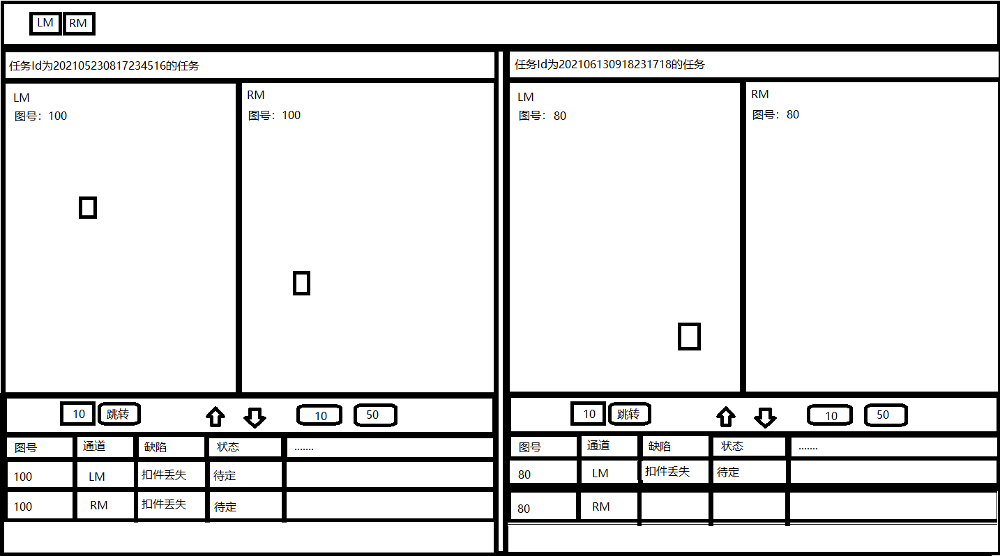 LM RM
任务Id为202105230817234516的任务
LM
图号：100
RM
图号：100
10 跳转 10 50
图号 通道 缺陷 状态 .......
100 LM 扣件丢失 待定
100 RM 扣件丢失 待定
任务Id为202106130918231718的任务
LM
图号：80
RM
图号：80
10 跳转 10 50
图号 通道 缺陷 状态 .......
80 LM 扣件丢失 待定
80 RM